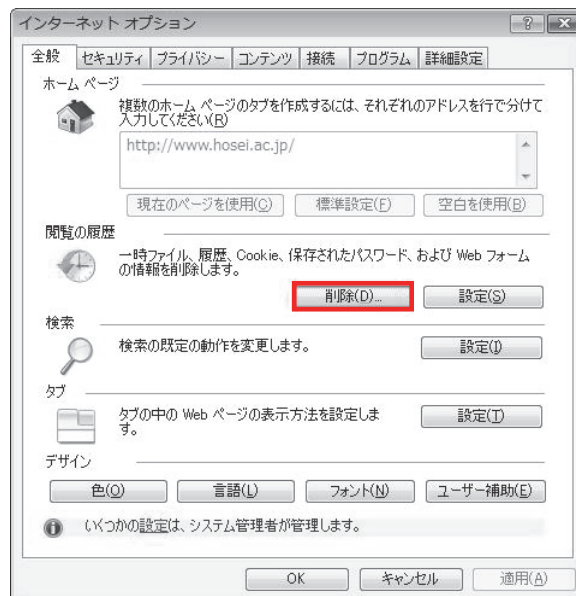 インターネット オプション
全般 セキュリティ プライバシー コンテンツ 接続 プログラム 詳細設定
ホーム ページ
複数のホーム ページのタブを作成するには、それぞれのアドレスを行で分けて
入力してください(R)
http://www.hosei.ac.jp/
現在のページを使用(C) 標準設定(F) 空白を使用(B)
閲覧の履歴
一時ファイル、履歴、Cookie、保存されたパスワード、および Web フォーム
の情報を削除します。
削除(D)... 設定(S)
検索
検索の既定の動作を変更します。 設定(I)
タブ
タブの中の Web ページの表示方法を設定しま
す。
設定(T)
デザイン
色(O) 言語(L) フォント(N) ユーザー補助(E)
いくつかの設定は、システム管理者が管理します。
OK キャンセル 適用(A)